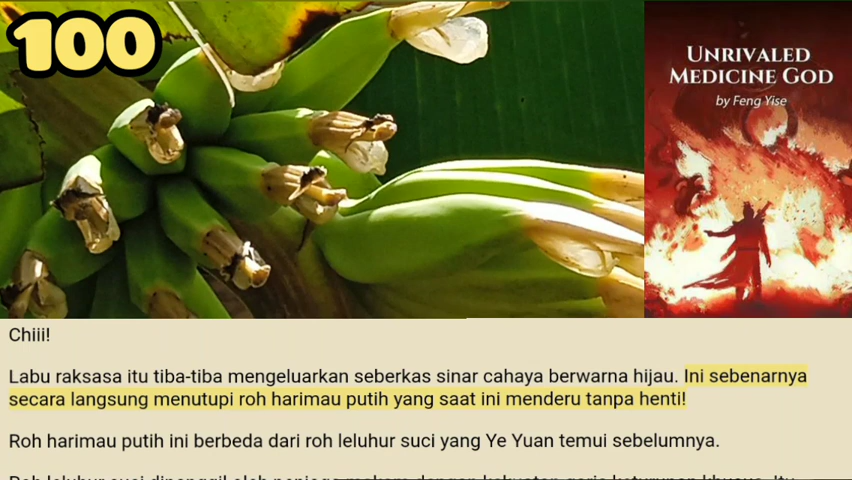 100
UNRIVALED
MEDICINE GOD
by Feng Yise
Chiii!
Labu raksasa itu tiba-tiba mengeluarkan seberkas sinar cahaya berwarna hijau. Ini sebenarnya
secara langsung menutupi roh harimau putih yang saat ini menderu tanpa henti!
Roh harimau putih ini berbeda dari roh leluhur suci yang Ye Yuan temui sebelumnya.